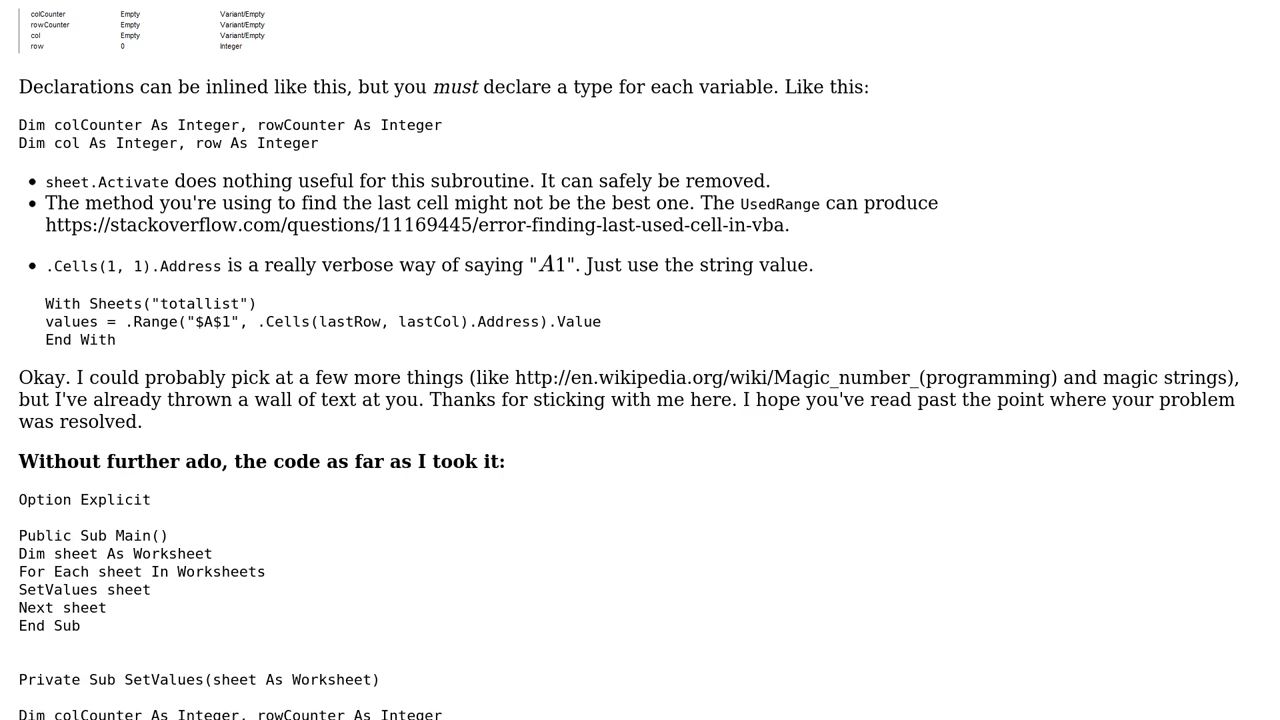 colCounter Empty Variant/Empty
rowCounter Empty Variant/Empty
col Empty Variant/Empty
row 0 Integer
Declarations can be inlined like this, but you must declare a type for each variable. Like this:
Dim colCounter As Integer, rowCounter As Integer
Dim col As Integer, row As Integer
• sheet.Activate does nothing useful for this subroutine. It can safely be removed.
• The method you're using to find the last cell might not be the best one. The UsedRange can produce
https://stackoverflow.com/questions/11169445/error-finding-last-used-cell-in-vba.
• .Cells(1, 1).Address is a really verbose way of saying "A1". Just use the string value.
With Sheets("totallist")
values = .Range("$A$1", .Cells(lastRow, lastCol).Address).Value
End With
Okay. I could probably pick at a few more things (like http://en.wikipedia.org/wiki/Magic_number_(programming) and magic strings),
but I've already thrown a wall of text at you. Thanks for sticking with me here. I hope you've read past the point where your problem
was resolved.
Without further ado, the code as far as I took it:
Option Explicit
Public Sub Main()
Dim sheet As Worksheet
For Each sheet In Worksheets
SetValues sheet
Next sheet
End Sub
Private Sub SetValues(sheet As Worksheet)
Dim colCounter As Integer, rowCounter As Integer